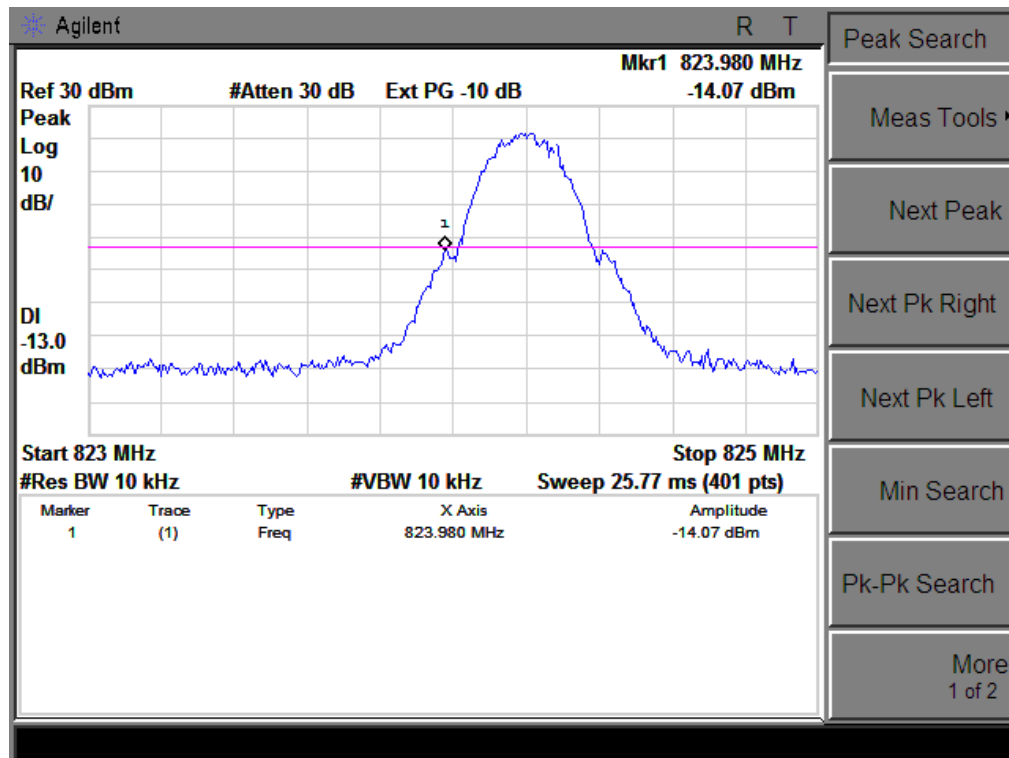 Agilent R T
Peak Search
Mkr1 823.980 MHz
Ref 30 dBm #Atten 30 dB Ext PG -10 dB -14.07 dBm
Peak
Log
10
dB/
1
DI
-13.0
dBm
Start 823 MHz Stop 825 MHz
#Res BW 10 kHz #VBW 10 kHz Sweep 25.77 ms (401 pts)
Marker Trace Type X Axis Amplitude
1 (1) Freq 823.980 MHz -14.07 dBm
Meas Tools
Next Peak
Next Pk Right
Next Pk Left
Min Search
Pk-Pk Search
More
1 of 2